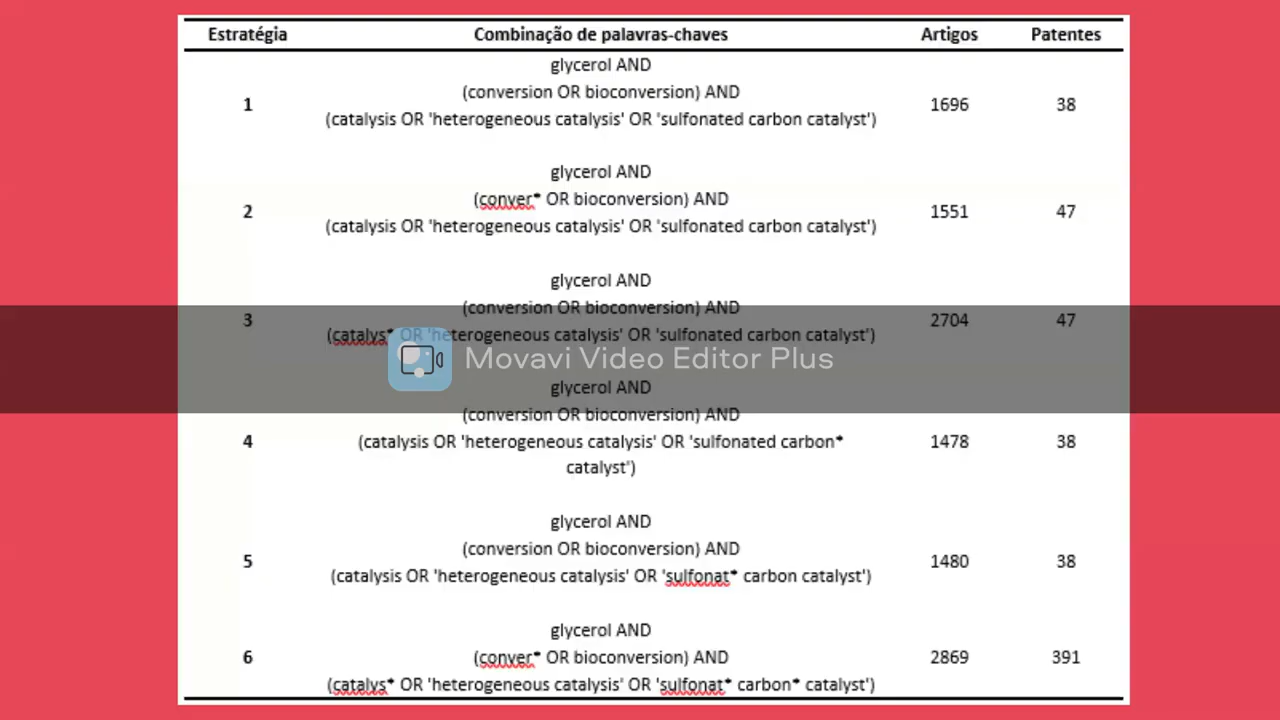 Estratégia Combinação de palavras-chaves Artigos Patentes
glycerol AND
(conversion OR bioconversion) AND
1 1696 38
(catalysis OR 'heterogeneous catalysis' OR 'sulfonated carbon catalyst')
glycerol AND
(conver* OR bioconversion) AND
2 1551 47
(catalysis OR 'heterogeneous catalysis' OR 'sulfonated carbon catalyst')
glycerol AND
(conversion OR bioconversion) AND
3 2704 47
(catalys* OR 'heterogeneous catalysis' OR 'sulfonated carbon catalyst')
Movavi Video Editor Plus
glycerol AND
(conversion OR bioconversion) AND
4 (catalysis OR 'heterogeneous catalysis' OR 'sulfonated carbon* 1478 38
catalyst')
glycerol AND
(conversion OR bioconversion) AND
5 1480 38
(catalysis OR 'heterogeneous catalysis' OR 'sulfonat* carbon catalyst')
glycerol AND
6 (conver* OR bioconversion) AND 2869 391
(catalys* OR 'heterogeneous catalysis' OR 'sulfonat* carbon* catalyst')